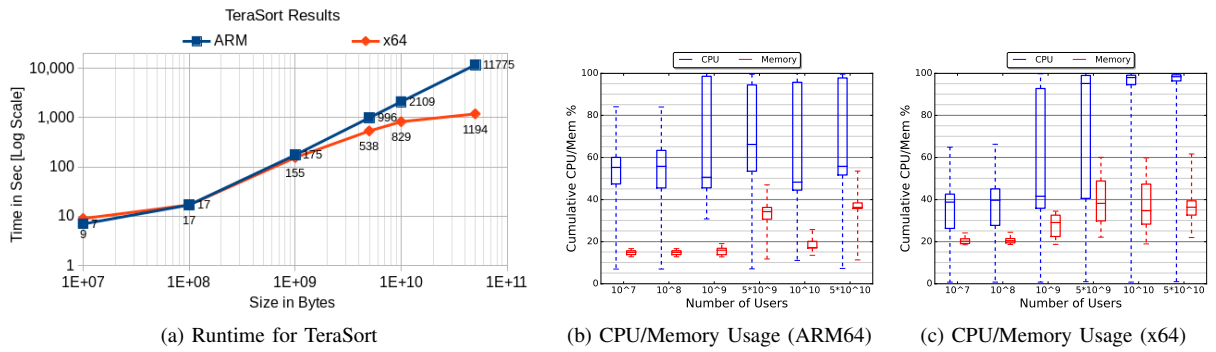 TeraSort Results
ARM
x64
Time in Sec [Log Scale]
10,000
1,000
100
10
1
11775
2109
996
1194
829
538
175
155
17
17
7
9
1E+07
1E+08
1E+09
1E+10
1E+11
Size in Bytes
(a) Runtime for TeraSort
CPU
Memory
Cumulative CPU/Mem %
100
80
60
40
20
0
10^7
10^8
10^9
5*10^9
10^10
5*10^10
Number of Users
(b) CPU/Memory Usage (ARM64)
CPU
Memory
Cumulative CPU/Mem %
100
80
60
40
20
0
10^7
10^8
10^9
5*10^9
10^10
5*10^10
Number of Users
(c) CPU/Memory Usage (x64)